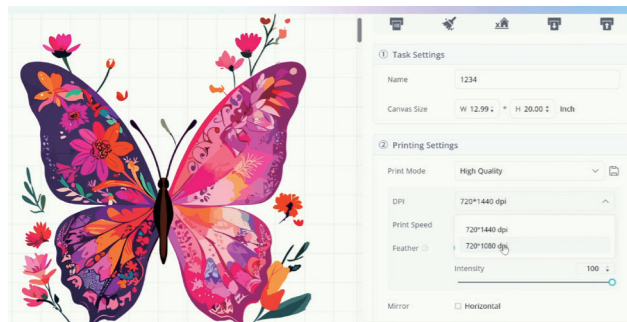 ① Task Settings
Name 1234
Canvas Size W 12.99 * H 20.00 Inch
② Printing Settings
Print Mode High Quality
DPI 720*1440 dpi
Print Speed
720*1440 dpi
Feather
720*1080 dpi
Intensity 100
Mirror Horizontal